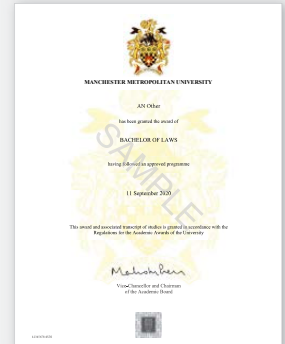 MANCHESTER METROPOLITAN UNIVERSITY
AN Other
has been granted the award of
BACHELOR OF LAWS
having followed an approved programme
SAMPLE
11 September 2020
This award and associated transcript of studies is granted in accordance with the
Regulations for the Academic Awards of the University
Vice-Chancellor and Chairman
of the Academic Board